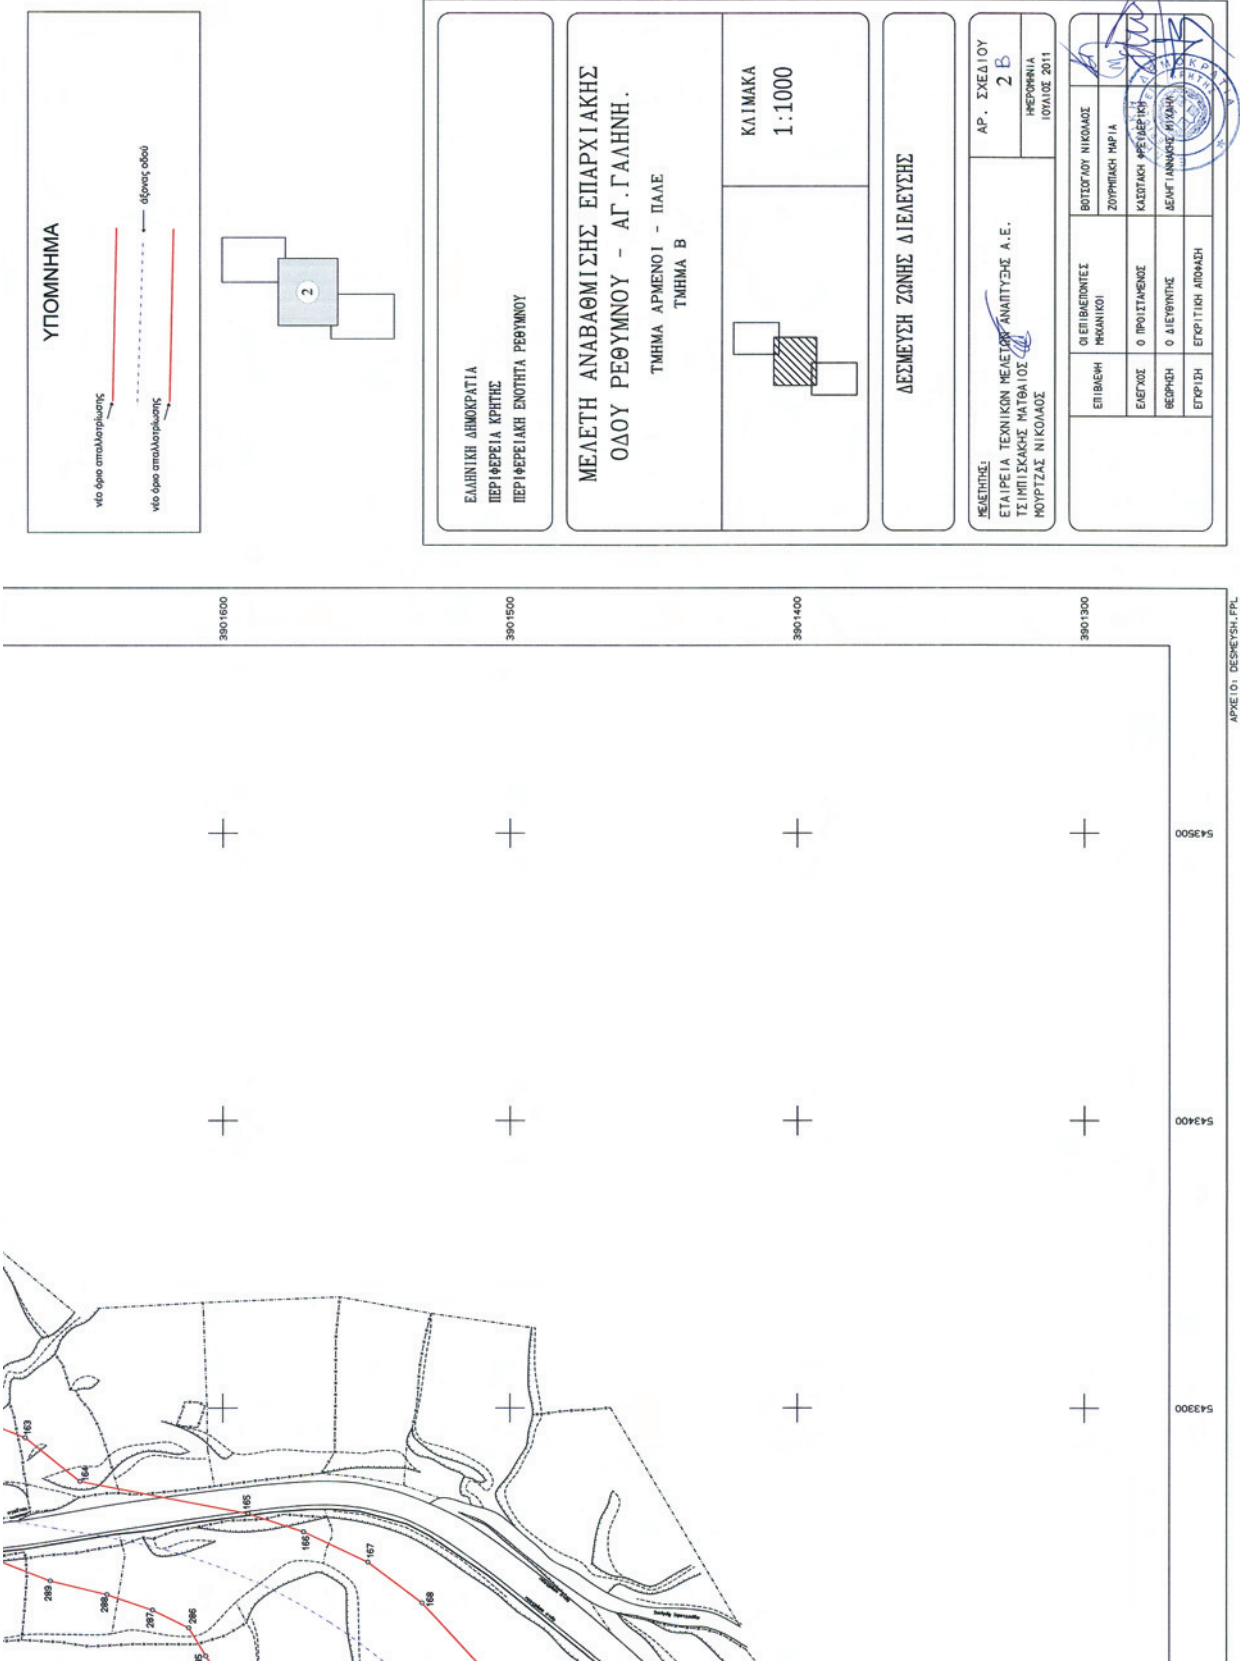 ΥΠΟΜΝΗΜΑ
νέο όριο απαλλοτρίωσης
άξονας οδού
νέο όριο απαλλοτρίωσης
2
ΕΛΛΗΝΙΚΗ ΔΗΜΟΚΡΑΤΙΑ
ΠΕΡΙΦΕΡΕΙΑ ΚΡΗΤΗΣ
ΠΕΡΙΦΕΡΕΙΑΚΗ ΕΝΟΤΗΤΑ ΡΕΘΥΜΝΟΥ
ΜΕΛΕΤΗ ΑΝΑΒΑΘΜΙΣΗΣ ΕΠΑΡΧΙΑΚΗΣ
ΟΔΟΥ ΡΕΘΥΜΝΟΥ - ΑΓ.ΓΑΛΗΝΗ.
ΤΜΗΜΑ ΑΡΜΕΝΟΙ - ΠΑΛΕ
ΤΜΗΜΑ Β
ΚΛΙΜΑΚΑ
1:1000
ΔΕΣΜΕΥΣΗ ΖΩΝΗΣ ΔΙΕΛΕΥΣΗΣ
ΜΕΛΕΤΗΤΗΣ:
ΕΤΑΙΡΕΙΑ ΤΕΧΝΙΚΩΝ ΜΕΛΕΤΩΝ ΑΝΑΠΤΥΞΗΣ Α.Ε.
ΤΣΙΜΠΙΣΚΑΚΗΣ ΜΑΤΘΑΙΟΣ
ΜΟΥΡΤΖΑΣ ΝΙΚΟΛΑΟΣ
ΑΡ. ΣΧΕΔΙΟΥ
2 Β
ΗΜΕΡΟΜΗΝΙΑ
ΙΟΥΛΙΟΣ 2011
ΕΠΙΒΛΕΨΗ
ΟΙ ΕΠΙΒΛΕΠΟΝΤΕΣ
ΜΗΧΑΝΙΚΟΙ
ΒΟΤΣΟΓΛΟΥ ΝΙΚΟΛΑΟΣ
ΖΟΥΡΜΠΑΚΗ ΜΑΡΙΑ
ΕΛΕΓΧΟΣ
Ο ΠΡΟΙΣΤΑΜΕΝΟΣ
ΚΑΣΩΤΑΚΗ ΦΡΕΙΔΕΡΙΚΗ
ΘΕΩΡΗΣΗ
Ο ΔΙΕΥΘΥΝΤΗΣ
ΔΕΛΗΓΙΑΝΝΑΚΗΣ ΜΙΧΑΗΛ
ΕΓΚΡΙΣΗ
ΕΓΚΡΙΤΙΚΗ ΑΠΟΦΑΣΗ
3901600
3901500
3901400
3901300
ΑΡΧΕΙΟ: DESMEYSH.FPL
543500
543400
543300
163
164
165
166
167
168
289
288
287
286